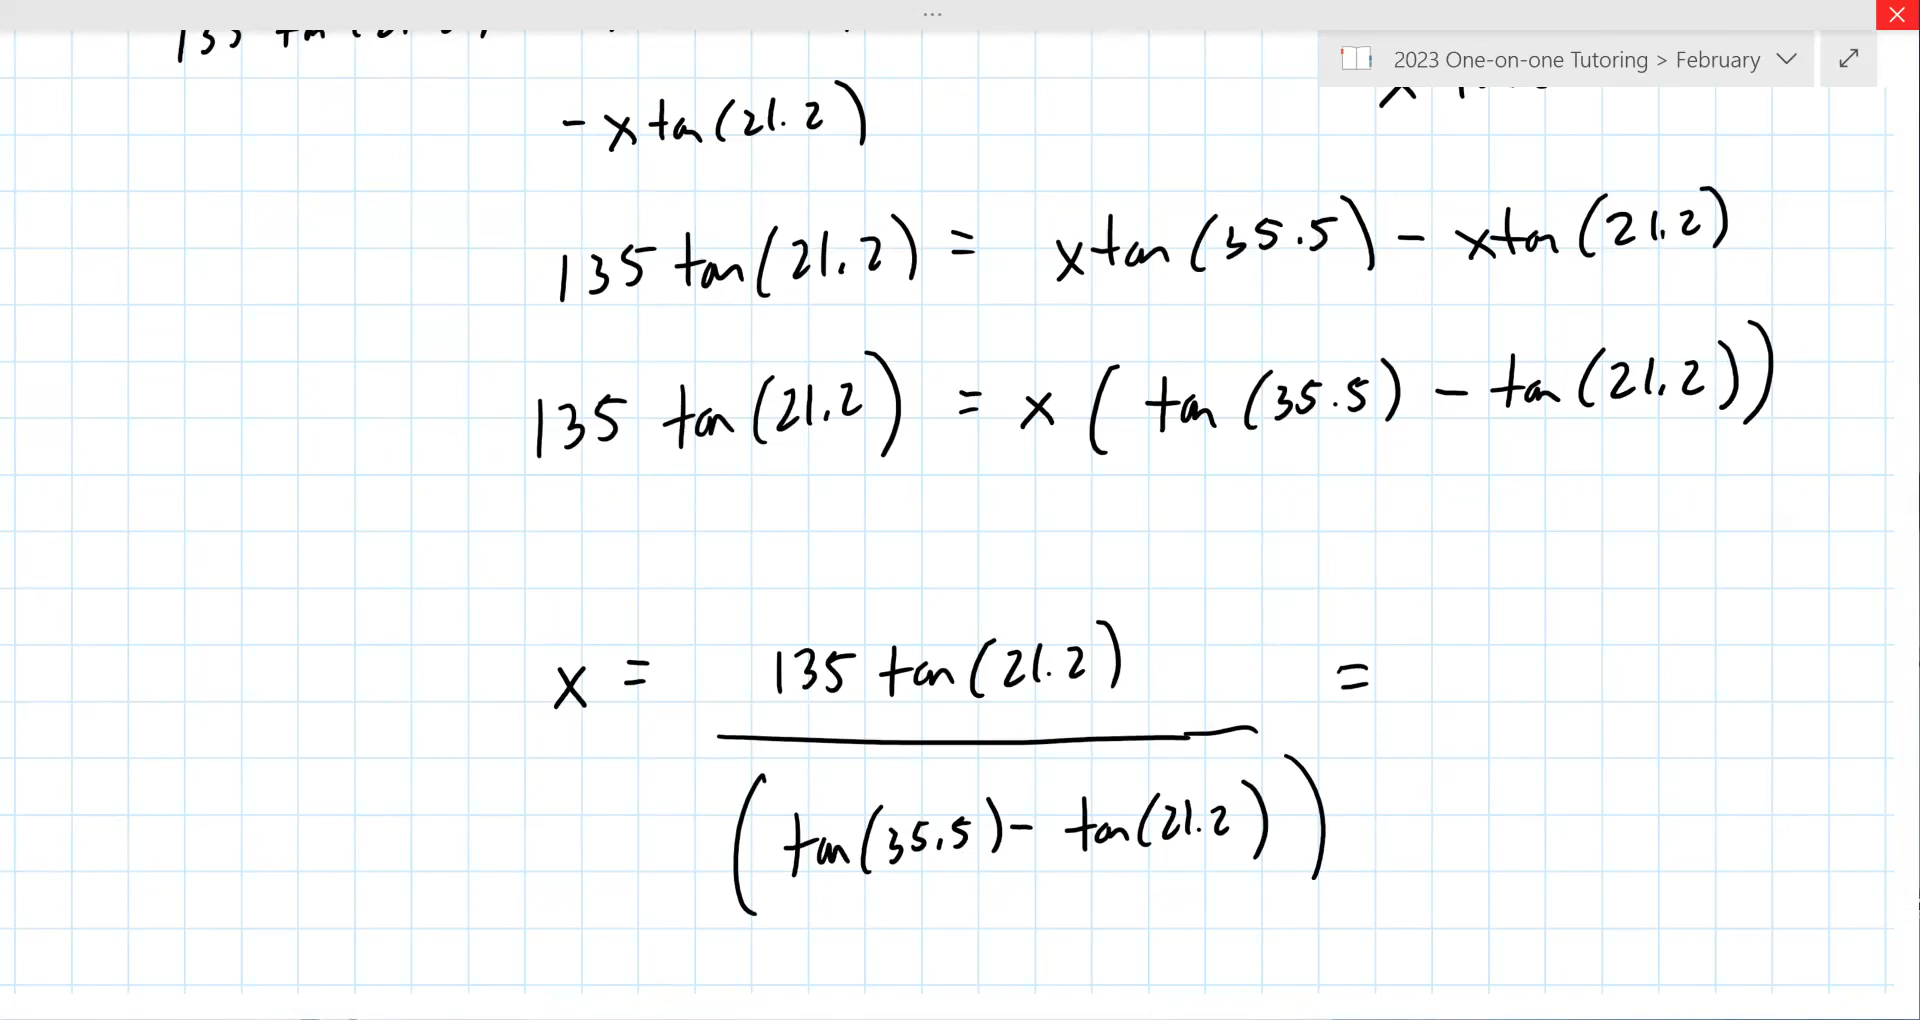 2023 One-on-one Tutoring > February
- x tan(21.2)
135 tan(21.2) = x tan(35.5) - x tan(21.2)
135 tan(21.2) = x ( tan(35.5) - tan(21.2))
x = 135 tan(21.2) =
( tan(35.5) - tan(21.2) )